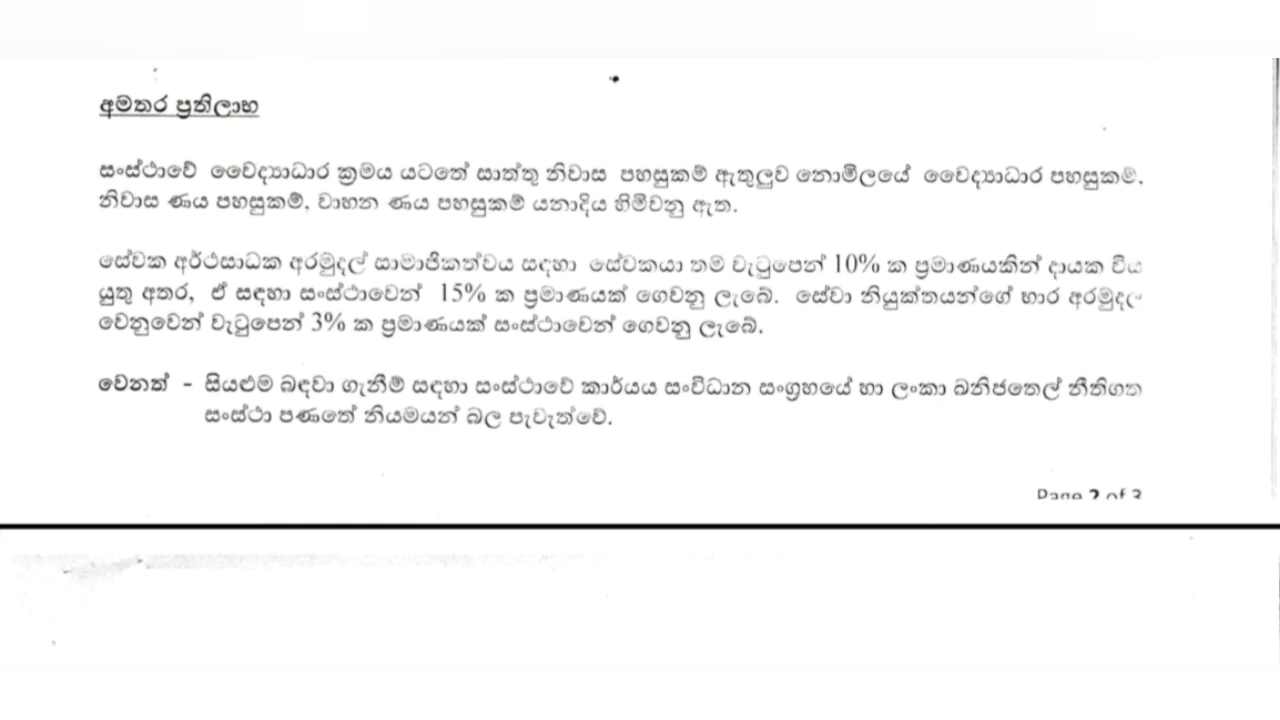 අමතර ප්‍රතිලාභ
සංස්ථාවේ වෛද්‍යාධාර ක්‍රමය යටතේ සාත්තු නිවාස පහසුකම් ඇතුලුව නොමිලයේ වෛද්‍යාධාර පහසුකම්,
නිවාස ණය පහසුකම්, වාහන ණය පහසුකම් යනාදිය හිමිවනු ඇත.
සේවක අර්ථසාධක අරමුදල් සාමාජිකත්වය සඳහා සේවකයා තම වැටුපෙන් 10% ක ප්‍රමාණයකින් දායක විය
යුතු අතර, ඒ සඳහා සංස්ථාවෙන් 15% ක ප්‍රමාණයක් ගෙවනු ලැබේ. සේවා නියුක්තයන්ගේ භාර අරමුදල
වෙනුවෙන් වැටුපෙන් 3% ක ප්‍රමාණයක් සංස්ථාවෙන් ගෙවනු ලැබේ.
වෙනත් - සියළුම බඳවා ගැනීම් සඳහා සංස්ථාවේ කාර්යය සංවිධාන සංග්‍රහයේ හා ලංකා ඛනිජතෙල් නීතිගත
සංස්ථා පණතේ නියමයන් බල පැවැත්වේ.
Page 2 of 3